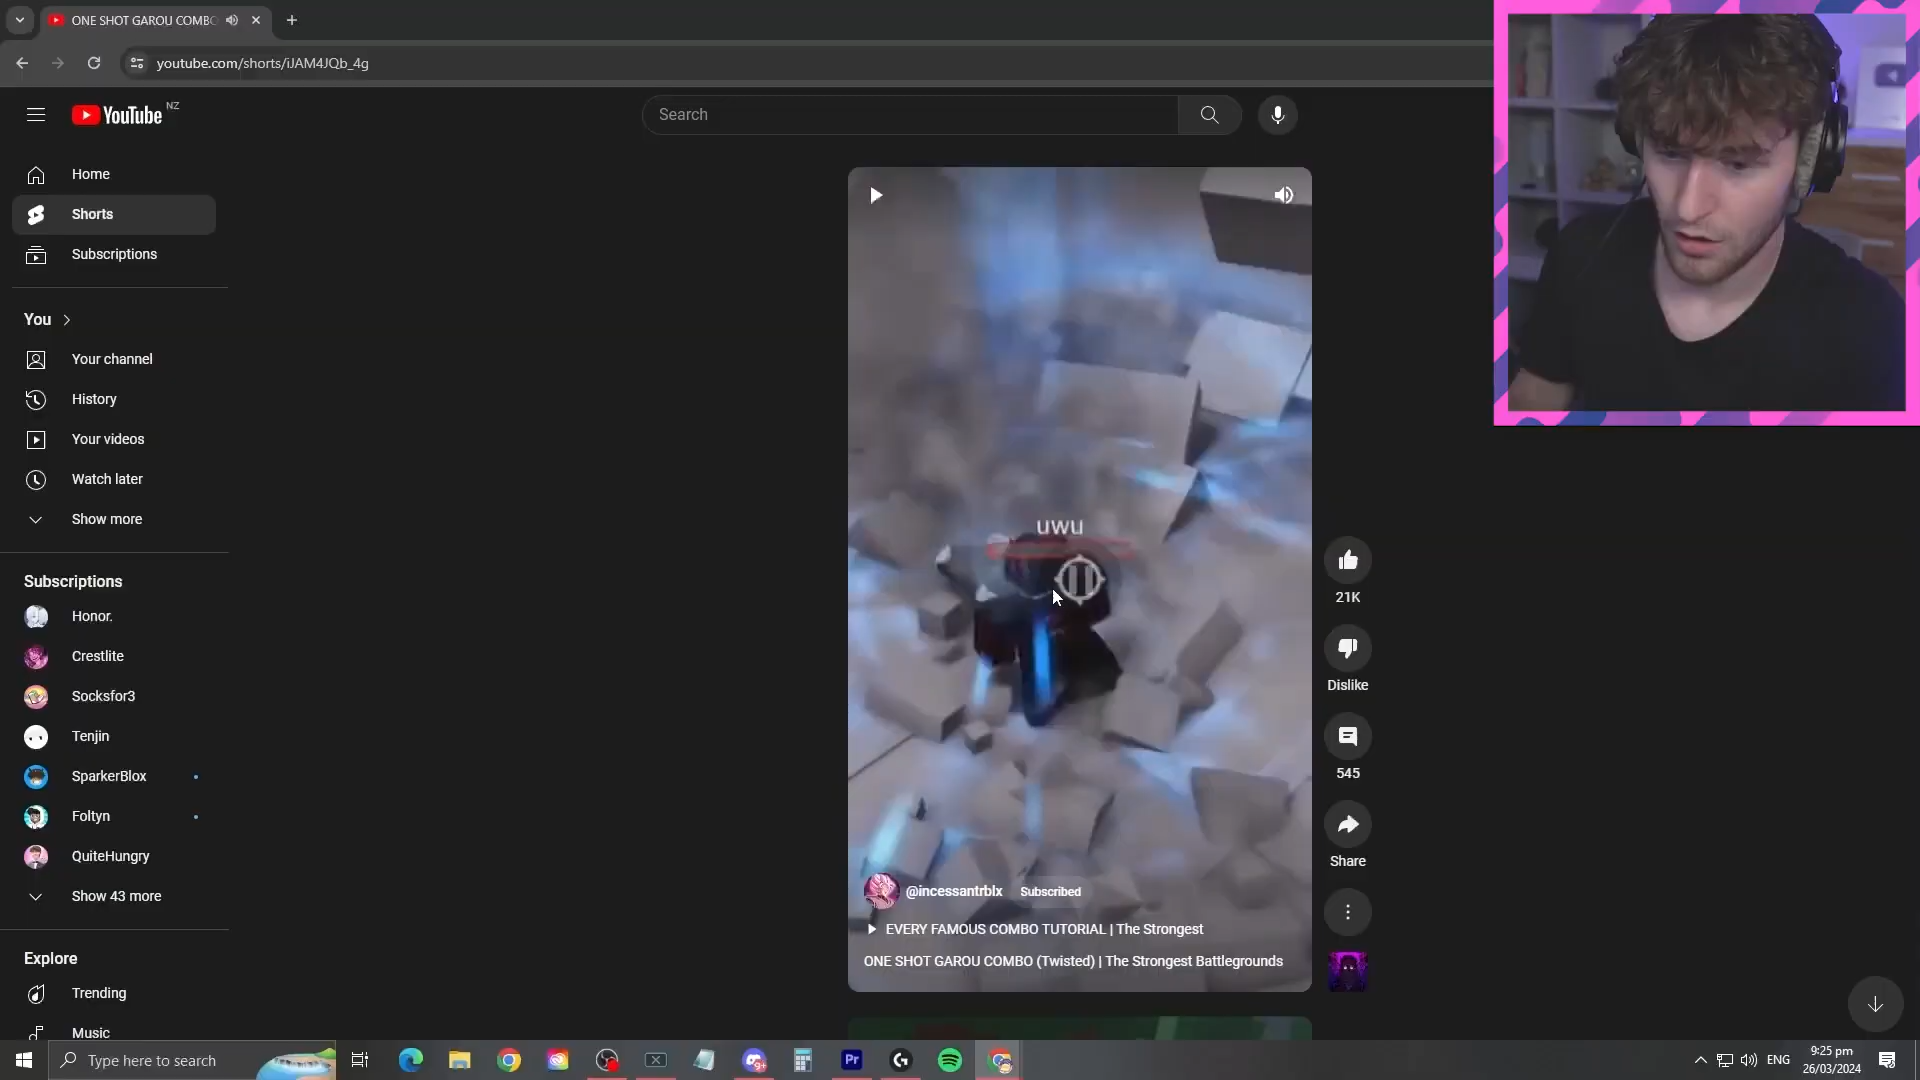 ONE SHOT GAROU COMBO
youtube.com/shorts/iJAM4JQb_4g
YouTube NZ
Search
Home
Shorts
Subscriptions
You
Your channel
History
Your videos
Watch later
Show more
Subscriptions
Honor.
Crestlite
Socksfor3
Tenjin
SparkerBlox
Foltyn
QuiteHungry
Show 43 more
Explore
Trending
Music
uwu
@incessantrblx Subscribed
EVERY FAMOUS COMBO TUTORIAL | The Strongest
ONE SHOT GAROU COMBO (Twisted) | The Strongest Battlegrounds
21K
Dislike
545
Share
Type here to search
9+
Pr
ENG
9:25 pm
26/03/2024